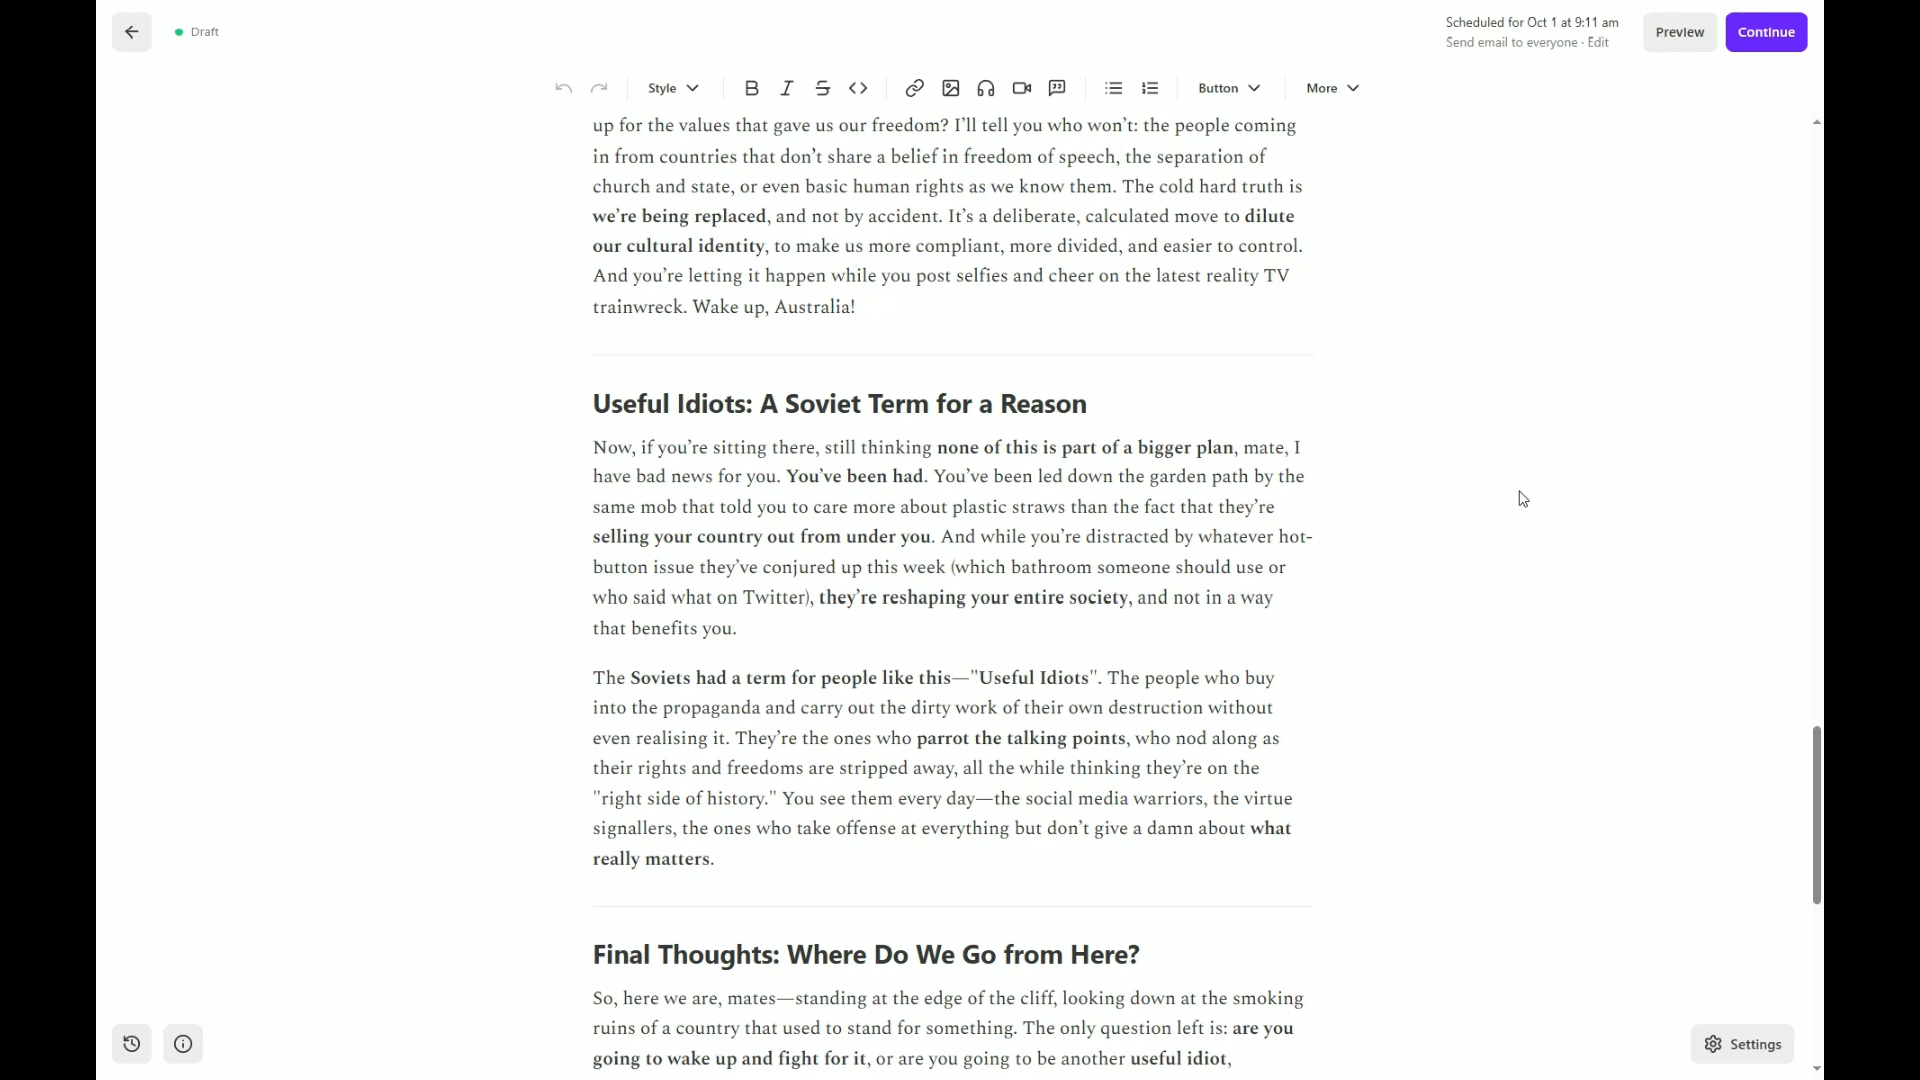 Draft
Scheduled for Oct 1 at 9:11 am
Send email to everyone · Edit
Preview
Continue
Style
Button
More
up for the values that gave us our freedom? I’ll tell you who won’t: the people coming
in from countries that don’t share a belief in freedom of speech, the separation of
church and state, or even basic human rights as we know them. The cold hard truth is
we’re being replaced, and not by accident. It’s a deliberate, calculated move to dilute
our cultural identity, to make us more compliant, more divided, and easier to control.
And you’re letting it happen while you post selfies and cheer on the latest reality TV
trainwreck. Wake up, Australia!
Useful Idiots: A Soviet Term for a Reason
Now, if you’re sitting there, still thinking none of this is part of a bigger plan, mate, I
have bad news for you. You’ve been had. You’ve been led down the garden path by the
same mob that told you to care more about plastic straws than the fact that they’re
selling your country out from under you. And while you’re distracted by whatever hot-
button issue they’ve conjured up this week (which bathroom someone should use or
who said what on Twitter), they’re reshaping your entire society, and not in a way
that benefits you.
The Soviets had a term for people like this—"Useful Idiots". The people who buy
into the propaganda and carry out the dirty work of their own destruction without
even realising it. They’re the ones who parrot the talking points, who nod along as
their rights and freedoms are stripped away, all the while thinking they’re on the
"right side of history." You see them every day—the social media warriors, the virtue
signallers, the ones who take offense at everything but don’t give a damn about what
really matters.
Final Thoughts: Where Do We Go from Here?
So, here we are, mates—standing at the edge of the cliff, looking down at the smoking
ruins of a country that used to stand for something. The only question left is: are you
going to wake up and fight for it, or are you going to be another useful idiot,
Settings